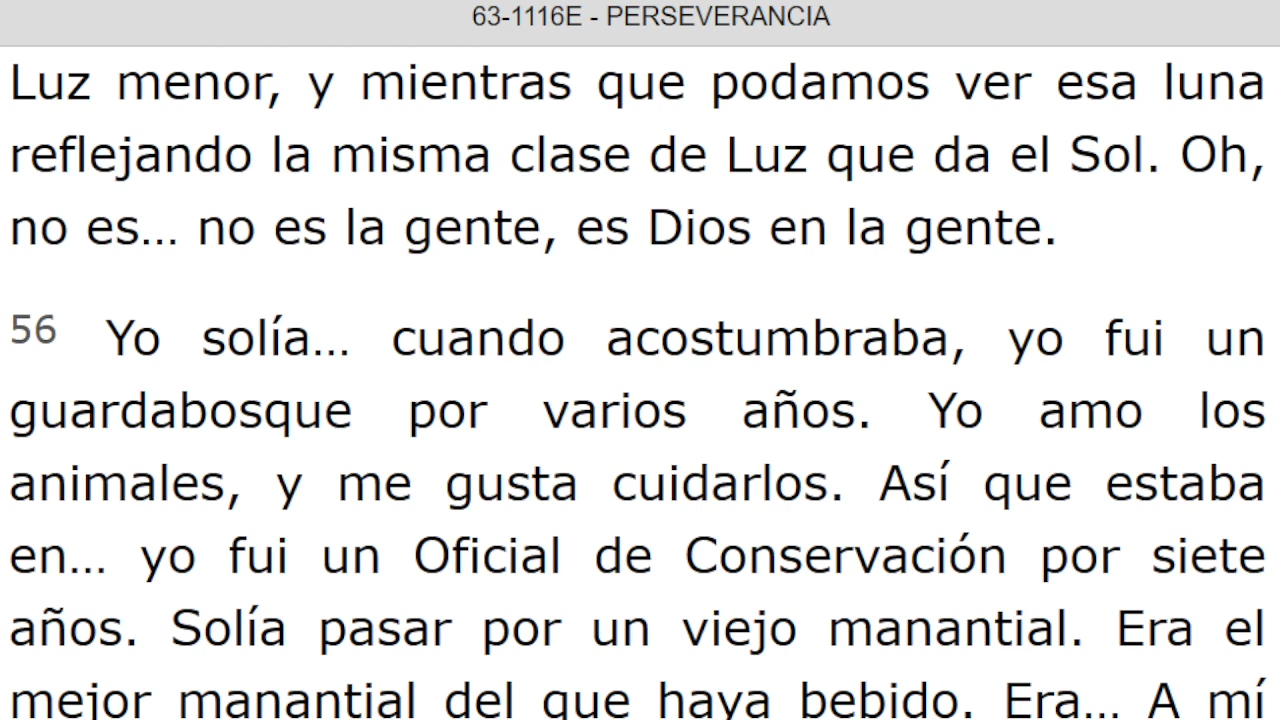 63-1116E - PERSEVERANCIA
Luz menor, y mientras que podamos ver esa luna
reflejando la misma clase de Luz que da el Sol. Oh,
no es… no es la gente, es Dios en la gente.
56 Yo solía… cuando acostumbraba, yo fui un
guardabosque por varios años. Yo amo los
animales, y me gusta cuidarlos. Así que estaba
en… yo fui un Oficial de Conservación por siete
años. Solía pasar por un viejo manantial. Era el
mejor manantial del que haya bebido. Era… A mí